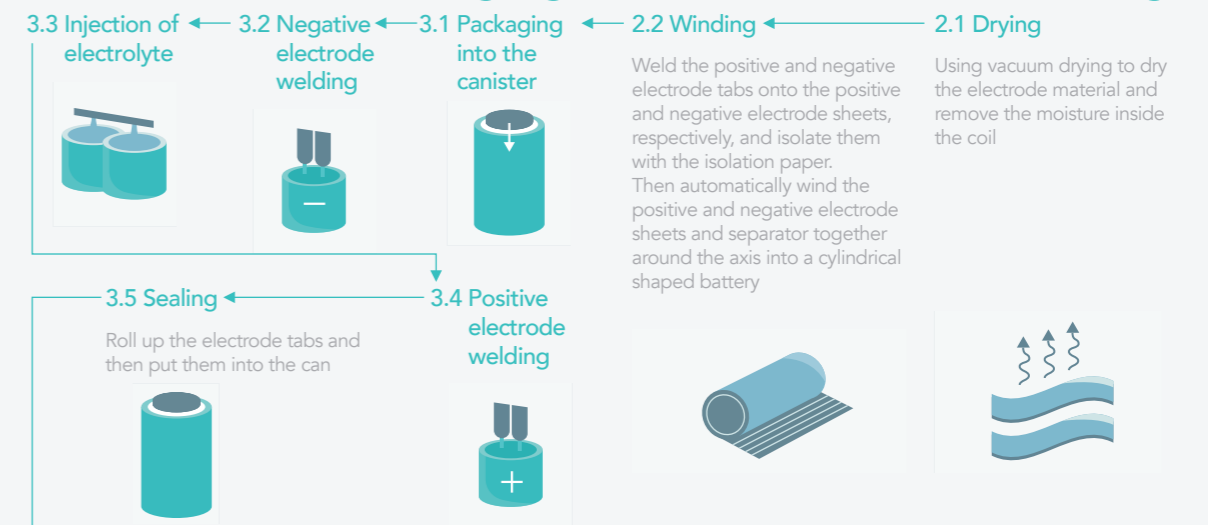 3.3 Injection of
electrolyte
3.2 Negative
electrode
welding
3.1 Packaging
into the
canister
2.2 Winding
Weld the positive and negative
electrode tabs onto the positive
and negative electrode sheets,
respectively, and isolate them
with the isolation paper.
Then automatically wind the
positive and negative electrode
sheets and separator together
around the axis into a cylindrical
shaped battery
2.1 Drying
Using vacuum drying to dry
the electrode material and
remove the moisture inside
the coil
3.5 Sealing
Roll up the electrode tabs and
then put them into the can
3.4 Positive
electrode
welding